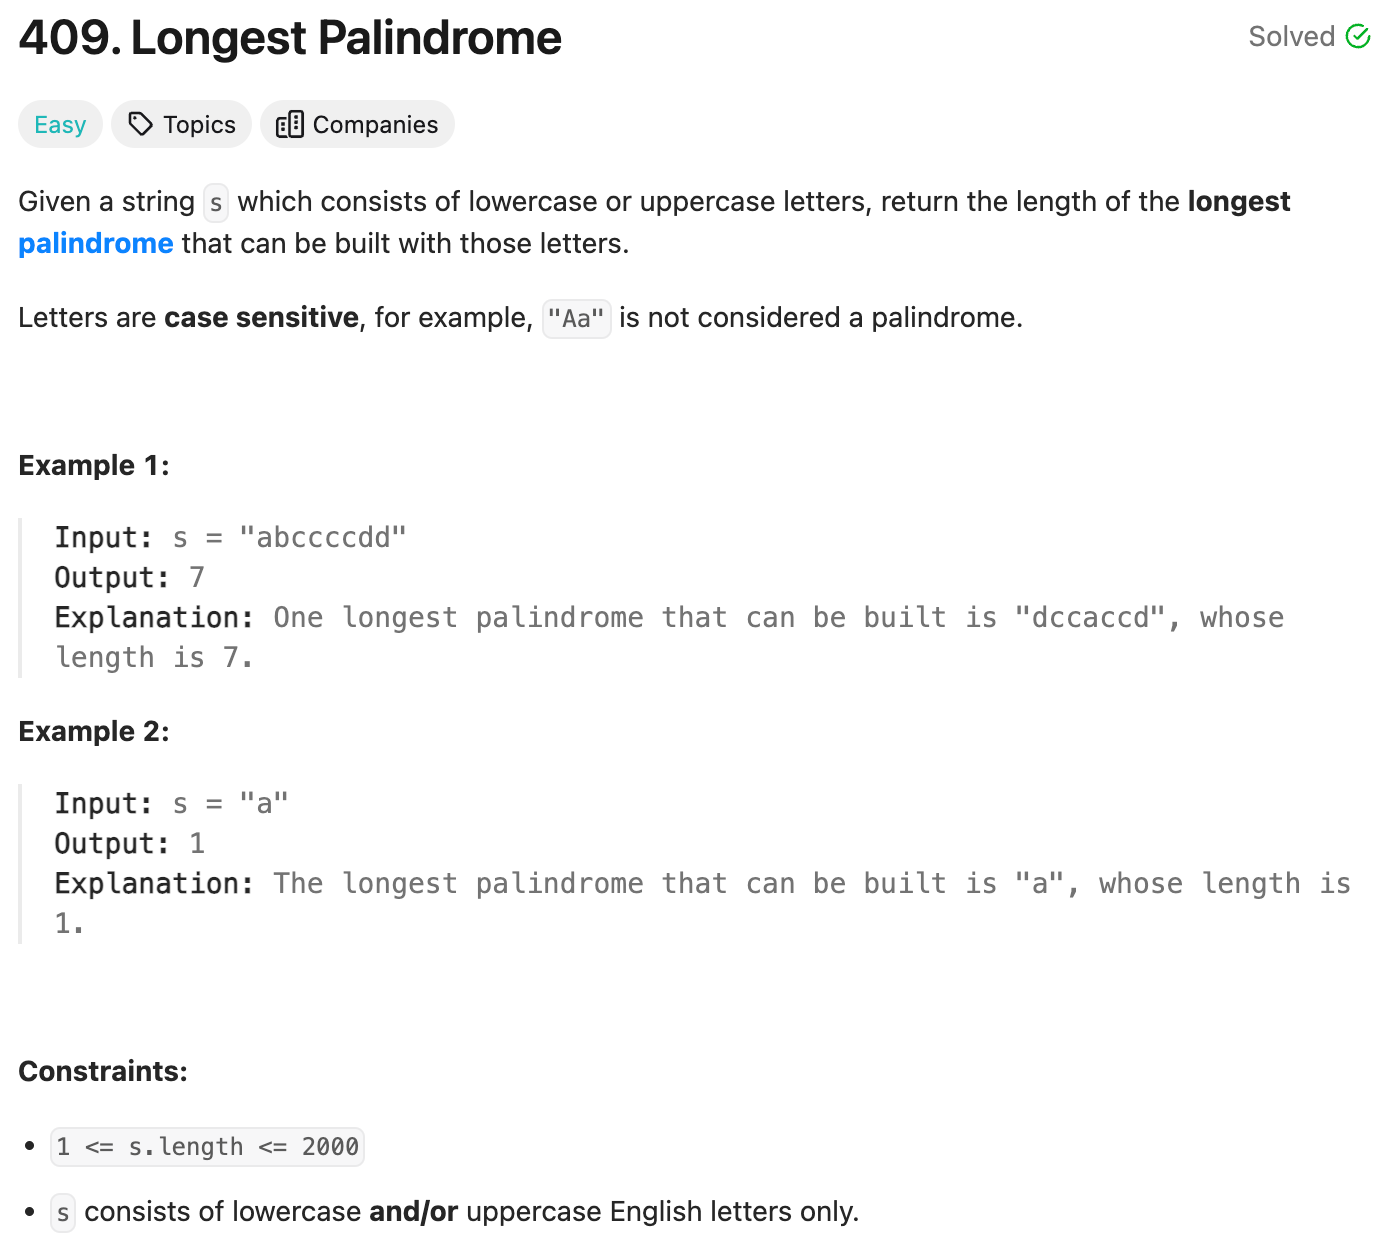 409. Longest Palindrome
Solved
Easy
Topics
Companies
Given a string s which consists of lowercase or uppercase letters, return the length of the longest
palindrome that can be built with those letters.
Letters are case sensitive, for example, "Aa" is not considered a palindrome.
Example 1:
Input: s = "abccccdd"
Output: 7
Explanation: One longest palindrome that can be built is "dccaccd", whose
length is 7.
Example 2:
Input: s = "a"
Output: 1
Explanation: The longest palindrome that can be built is "a", whose length is
1.
Constraints:
• 1 <= s.length <= 2000
• s consists of lowercase and/or uppercase English letters only.